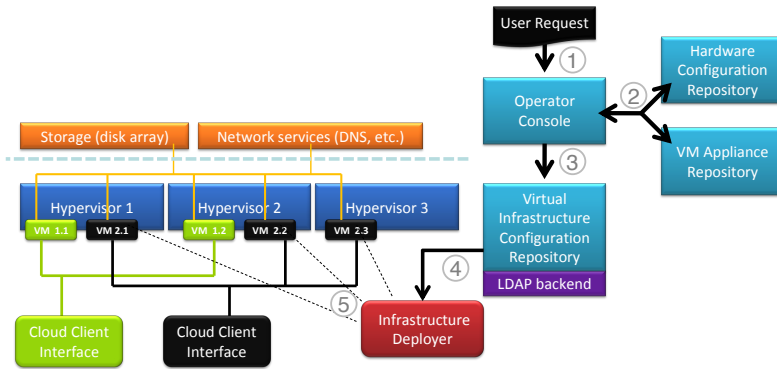 User Request
1
Hardware
Configuration
Repository
2
Operator
Console
Storage (disk array)
Network services (DNS, etc.)
3
VM Appliance
Repository
Hypervisor 1
Hypervisor 2
Hypervisor 3
Virtual
Infrastructure
Configuration
Repository
VM 1.1
VM 2.1
VM 1.2
VM 2.2
VM 2.3
4
LDAP backend
5
Infrastructure
Deployer
Cloud Client
Interface
Cloud Client
Interface